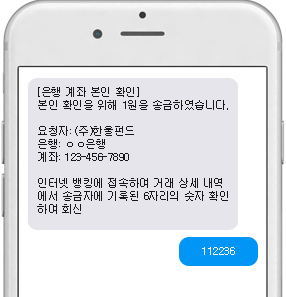 [은행 계좌 본인 확인]
본인 확인을 위해 1원을 송금하였습니다.
요청자: (주)한울펀드
은행: ㅇㅇ은행
계좌: 123-456-7890
인터넷 뱅킹에 접속하여 거래 상세 내역
에서 송금자에 기록된 6자리의 숫자 확인
하여 회신
112236